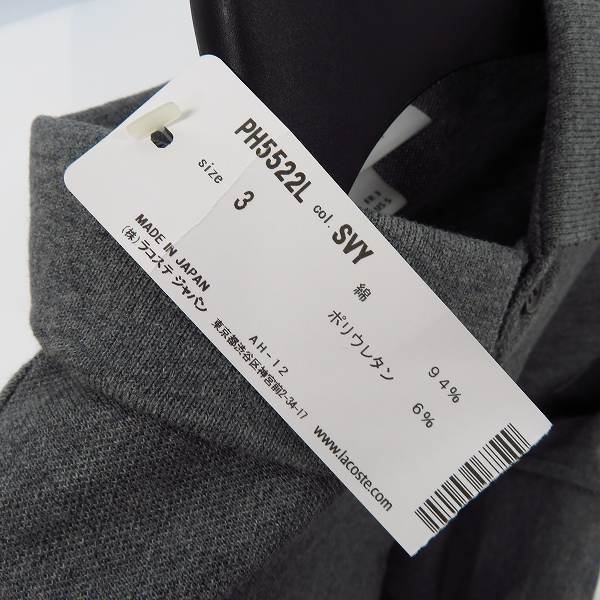 PH5522L col. SVY
size 3
綿 94%
ポリウレタン 6%
MADE IN JAPAN
(株)ラコステ ジャパン
AH-12
東京都渋谷区神宮前2-34-17
www.lacoste.com